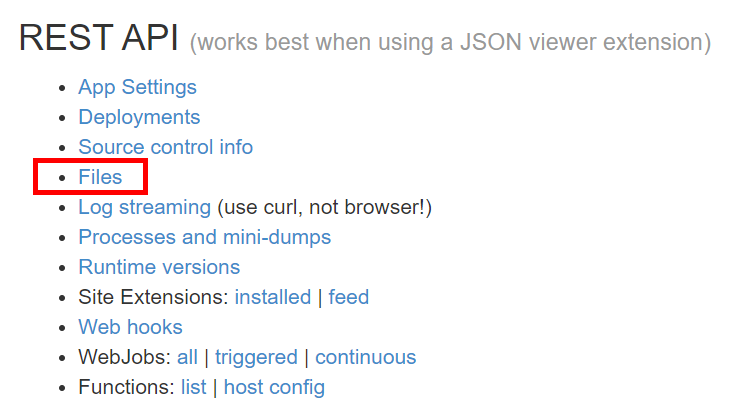 REST API (works best when using a JSON viewer extension)
App Settings
Deployments
Source control info
Files
Log streaming (use curl, not browser!)
Processes and mini-dumps
Runtime versions
Site Extensions: installed | feed
Web hooks
WebJobs: all | triggered | continuous
Functions: list | host config